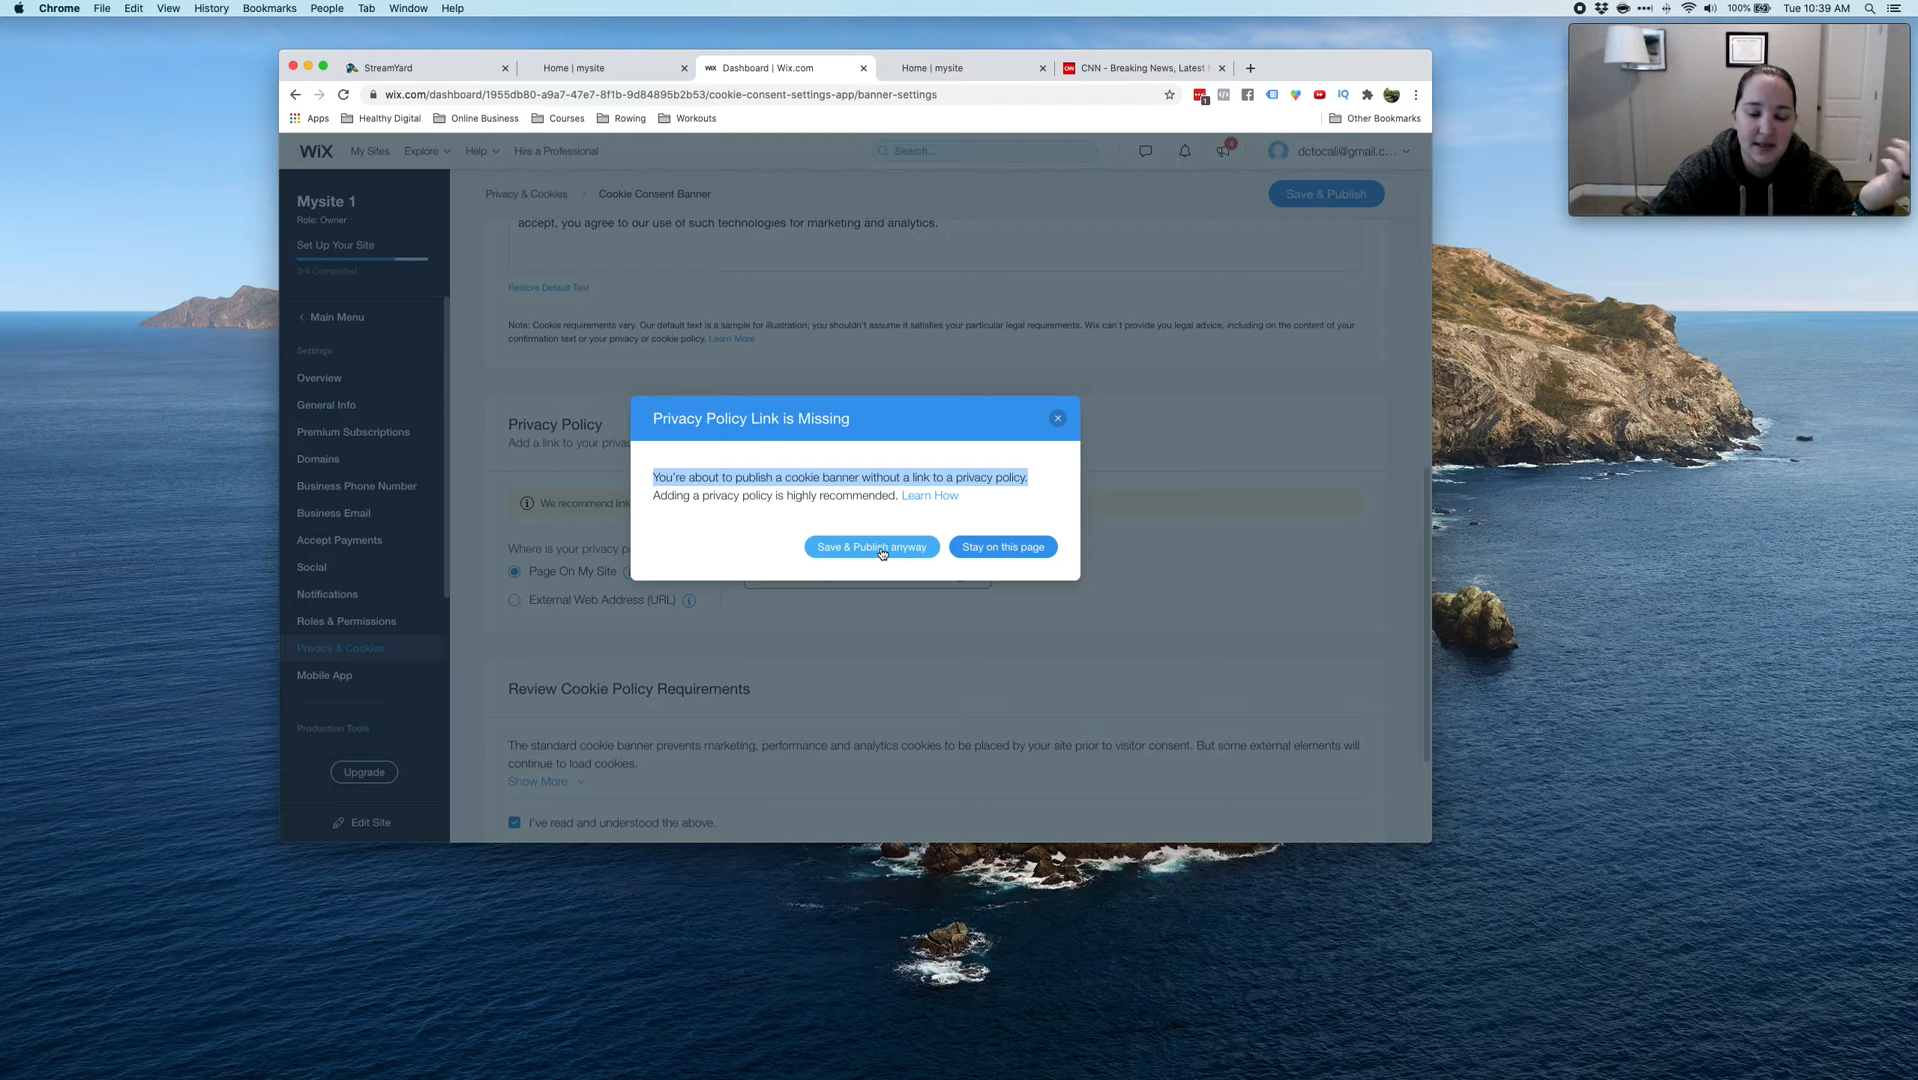 Chrome File Edit View History Bookmarks People Tab Window Help
100% Tue 10:39 AM
StreamYard
Home | mysite
WiX Dashboard | Wix.com
Home | mysite
CNN CNN - Breaking News, Latest N
wix.com/dashboard/1955db80-a9a7-47e7-8f1b-9d84895b2b53/cookie-consent-settings-app/banner-settings
1
IQ
Apps Healthy Digital Online Business Courses Rowing Workouts Other Bookmarks
WiX My Sites Explore Help Hire a Professional Search... 4 dctocali@gmail.c...
Mysite 1
Role: Owner
Set Up Your Site
3/4 Completed
Main Menu
Settings
Overview
General Info
Premium Subscriptions
Domains
Business Phone Number
Business Email
Accept Payments
Social
Notifications
Roles & Permissions
Privacy & Cookies
Mobile App
Production Tools
Upgrade
Edit Site
Privacy & Cookies Cookie Consent Banner Save & Publish
accept, you agree to our use of such technologies for marketing and analytics.
Restore Default Text
Note: Cookie requirements vary. Our default text is a sample for illustration; you shouldn't assume it satisfies your particular legal requirements. Wix can't provide you legal advice, including on the content of your
confirmation text or your privacy or cookie policy. Learn More
Privacy Policy
Add a link to your priva
We recommend link
Where is your privacy po
Page On My Site
External Web Address (URL)
Privacy Policy Link is Missing
You're about to publish a cookie banner without a link to a privacy policy.
Adding a privacy policy is highly recommended. Learn How
Save & Publish anyway Stay on this page
Review Cookie Policy Requirements
The standard cookie banner prevents marketing, performance and analytics cookies to be placed by your site prior to visitor consent. But some external elements will
continue to load cookies.
Show More
I've read and understood the above.